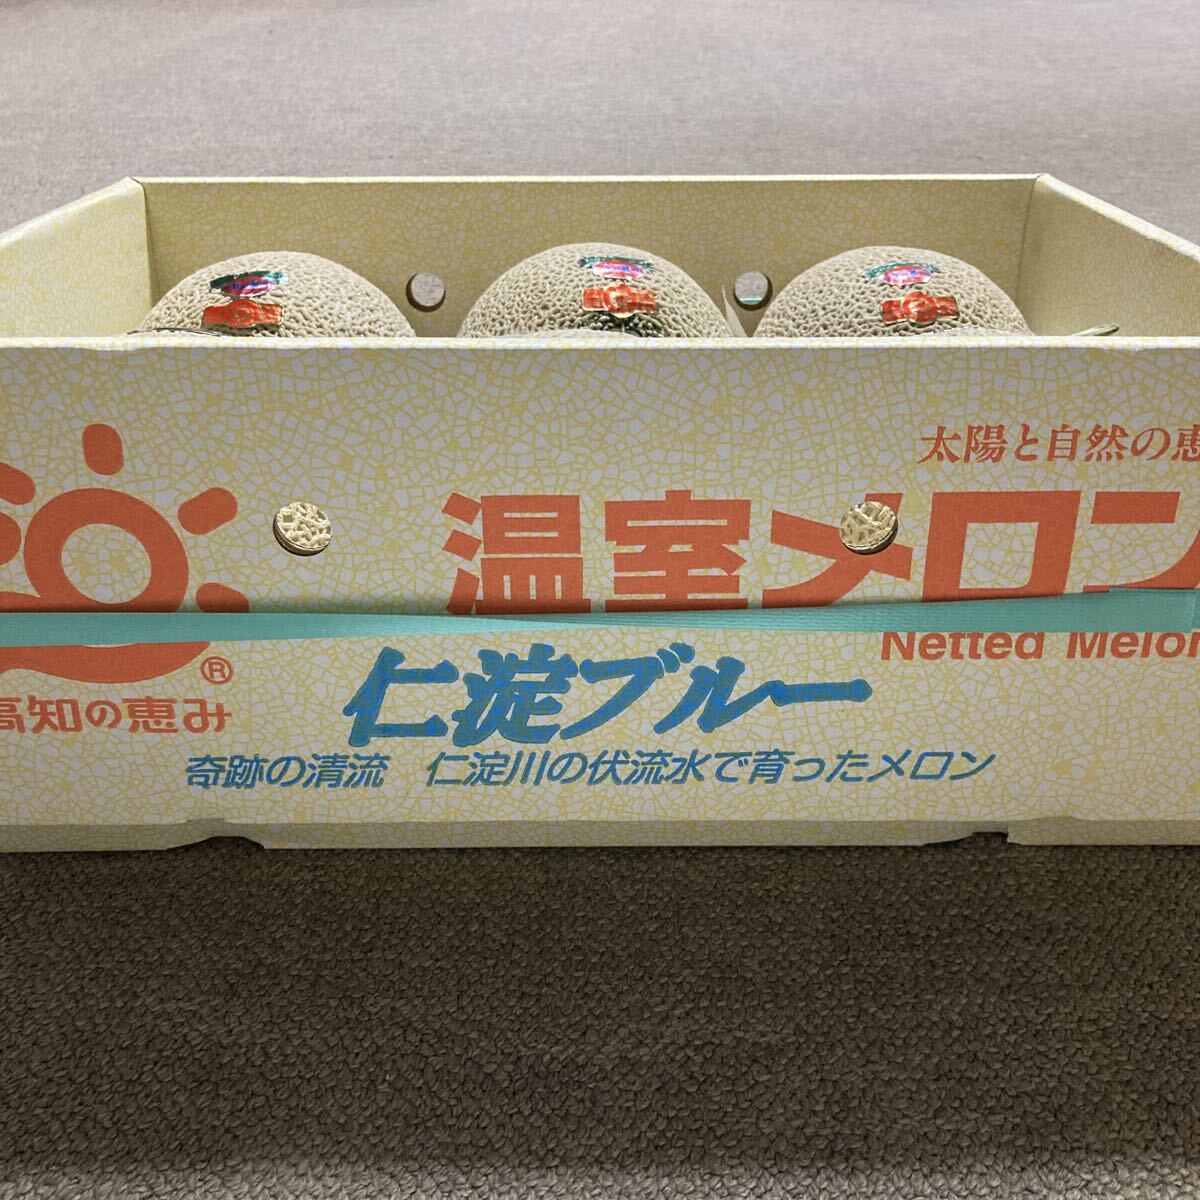 太陽と自然の恵
温室メロン
Netted Melon
®
高知の恵み
仁淀ブルー
奇跡の清流 仁淀川の伏流水で育ったメロン